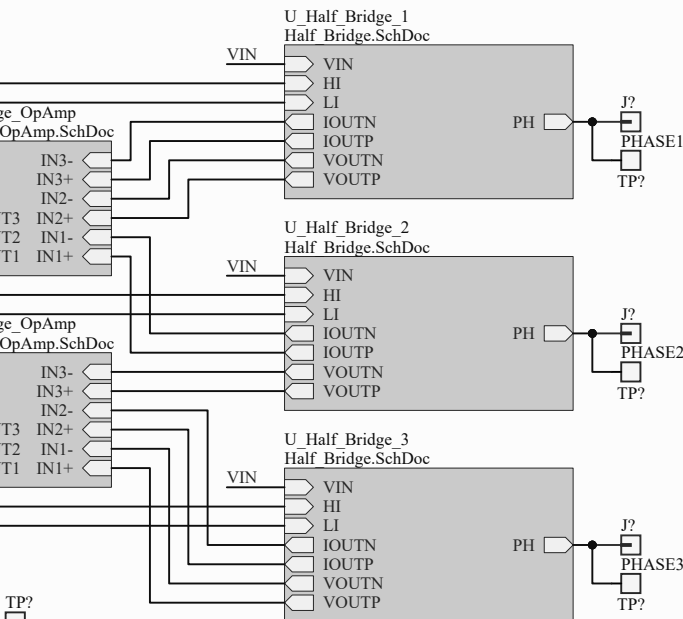 U_Half_Bridge_1
Half_Bridge.SchDoc
VIN
VIN
HI
LI
IOUTN
IOUTP
VOUTN
VOUTP
PH
J?
PHASE1
TP?
ge_OpAmp
OpAmp.SchDoc
IN3-
IN3+
IN2-
T3 IN2+
T2 IN1-
T1 IN1+
U_Half_Bridge_2
Half_Bridge.SchDoc
VIN
VIN
HI
LI
IOUTN
IOUTP
VOUTN
VOUTP
PH
J?
PHASE2
TP?
ge_OpAmp
OpAmp.SchDoc
IN3-
IN3+
IN2-
T3 IN2+
T2 IN1-
T1 IN1+
U_Half_Bridge_3
Half_Bridge.SchDoc
VIN
VIN
HI
LI
IOUTN
IOUTP
VOUTN
VOUTP
PH
J?
PHASE3
TP?
TP?